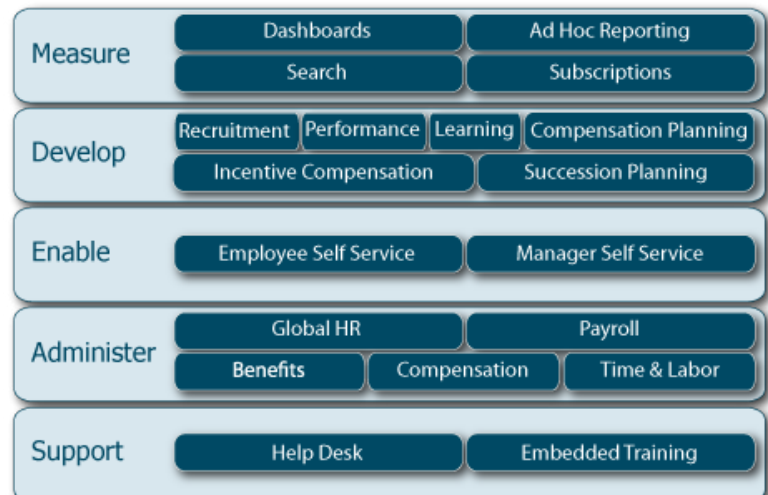 Measure
Dashboards
Ad Hoc Reporting
Search
Subscriptions
Develop
Recruitment
Performance
Learning
Compensation Planning
Incentive Compensation
Succession Planning
Enable
Employee Self Service
Manager Self Service
Administer
Global HR
Payroll
Benefits
Compensation
Time & Labor
Support
Help Desk
Embedded Training